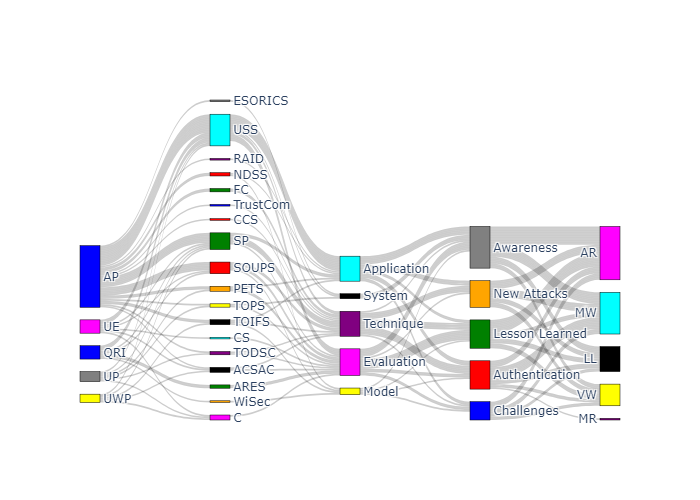 AP
UE
QRI
UP
UWP
ESORICS
USS
RAID
NDSS
FC
TrustCom
CCS
SP
SOUPS
PETS
TOPS
TOIFS
CS
TODSC
ACSAC
ARES
WiSec
C
Application
System
Technique
Evaluation
Model
Awareness
New Attacks
Lesson Learned
Authentication
Challenges
AR
MW
LL
VW
MR